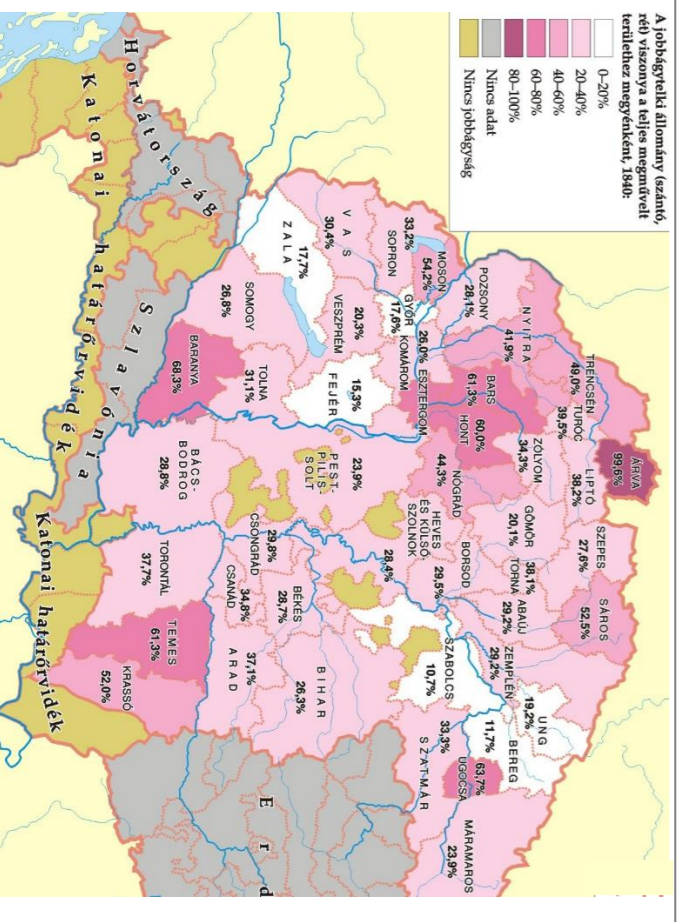 A jobbágytelki állomány (szántó,
rét) viszonya a teljes megművelt
területhez megyénként, 1840:
0–20%
20–40%
40–60%
60–80%
80–100%
Nincs adat
Nincs jobbágyság
ÁRVA
99,6%
TRENCSÉN
49,0%
TURÓC
39,5%
LIPTÓ
38,2%
SZEPES
27,6%
SÁROS
52,5%
NYITRA
41,9%
BARS
61,3%
ZÓLYOM
34,3%
GÖMÖR
20,1%
TORNA
38,1%
ABAÚJ
29,2%
ZEMPLÉN
29,2%
UNG
19,2%
BEREG
11,7%
POZSONY
28,1%
HONT
60,0%
NÓGRÁD
44,3%
BORSOD
29,5%
UGOCSA
63,7%
MÁRAMAROS
23,9%
MOSON
54,2%
GYŐR
17,6%
KOMÁROM
26,0%
ESZTERGOM
HEVES
ÉS KÜLSŐ
SZOLNOK
28,4%
SZABOLCS
10,7%
SZATMÁR
33,3%
SOPRON
33,2%
VAS
30,4%
VESZPRÉM
20,3%
FEJÉR
15,3%
PEST-
PILIS-
SOLT
23,9%
BIHAR
26,3%
ZALA
17,7%
SOMOGY
26,8%
TOLNA
31,1%
CSONGRÁD
29,8%
BÉKÉS
28,7%
CSANÁD
34,8%
ARAD
37,1%
BARANYA
68,3%
BÁCS-
BODROG
28,8%
TORONTÁL
37,7%
TEMES
61,3%
KRASSÓ
52,0%
Horvátország
Szlavónia
Katonai határőrvidék
Katonai határőrvidék
Erd